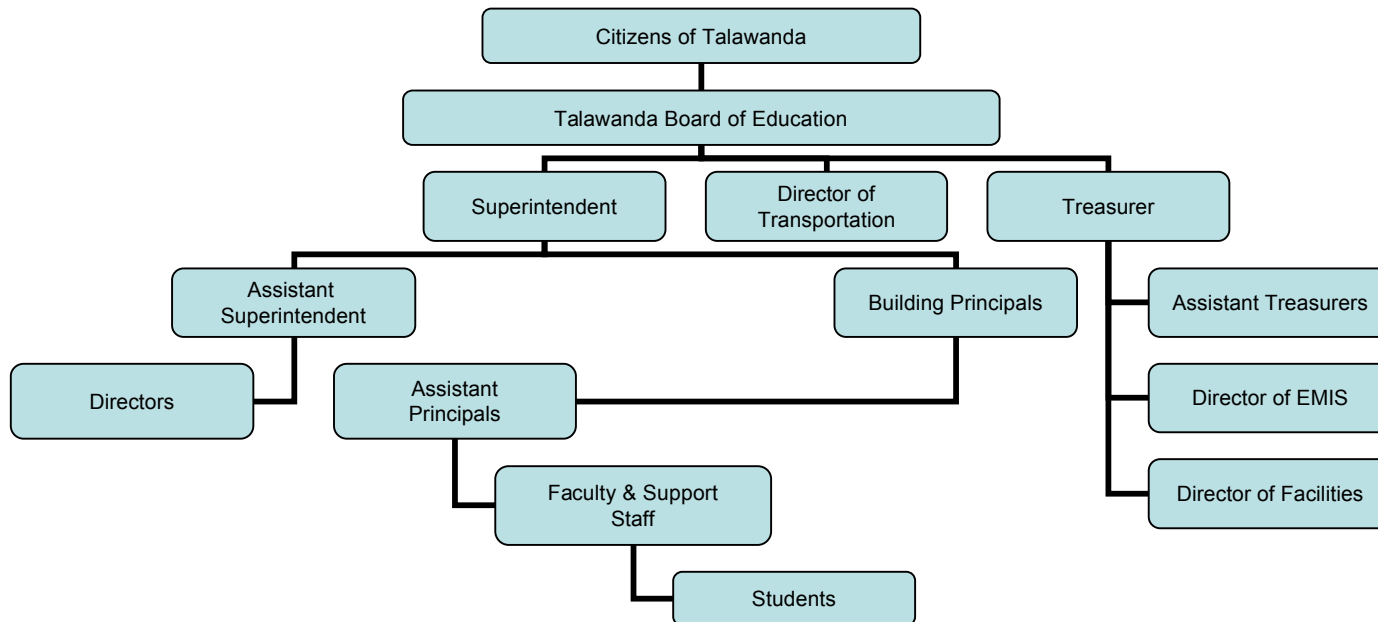 Citizens of Talawanda
Talawanda Board of Education
Superintendent
Director of
Transportation
Treasurer
Assistant
Superintendent
Building Principals
Assistant Treasurers
Directors
Assistant
Principals
Director of EMIS
Faculty & Support
Staff
Director of Facilities
Students